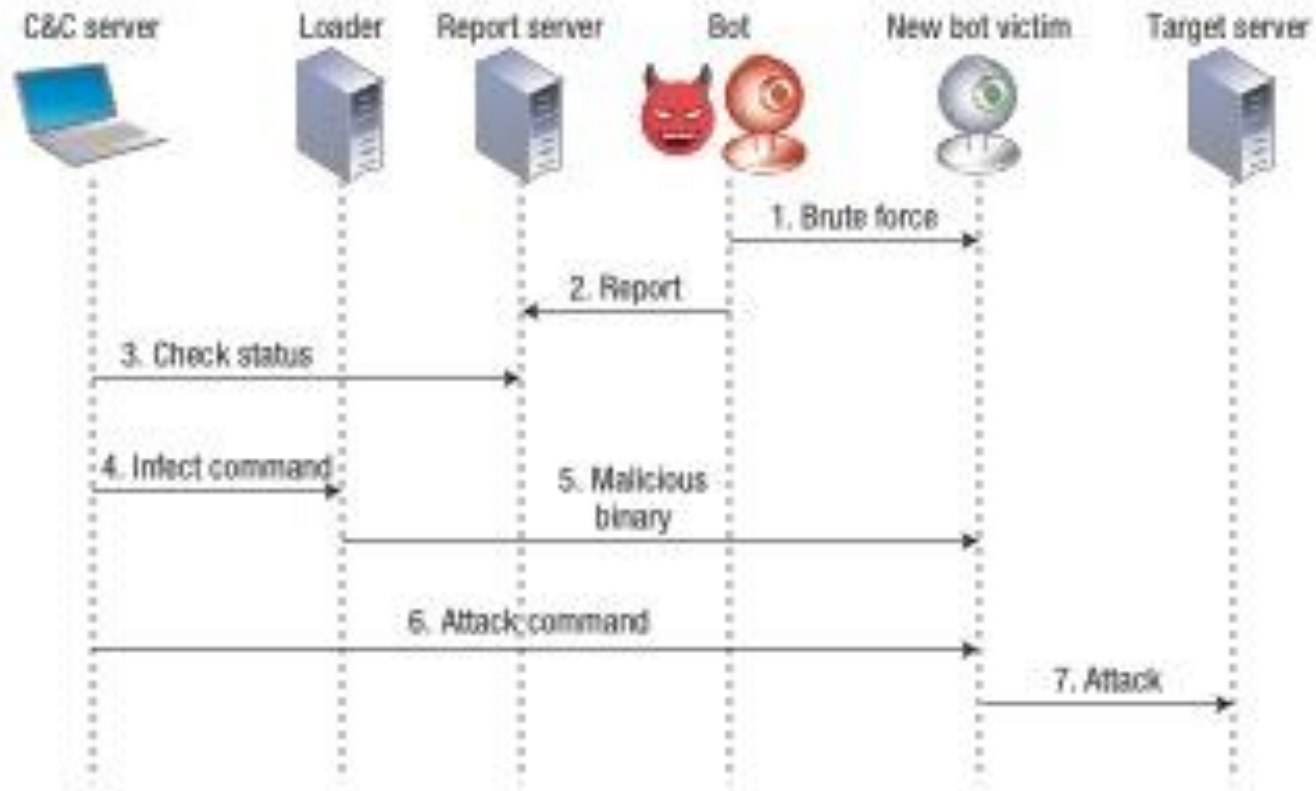 C&C server
Loader
Report server
Bot
New bot victim
Target server
1. Brute force
2. Report
3. Check status
4. Infect command
5. Malicious
binary
6. Attack command
7. Attack